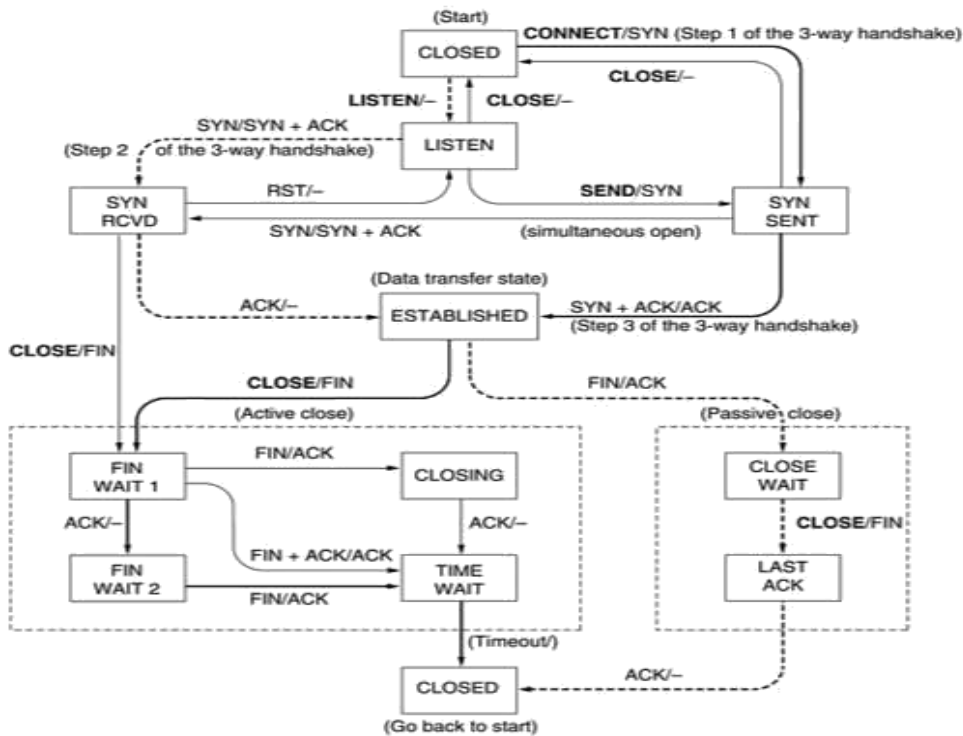 (Start)
CLOSED
CONNECT/SYN (Step 1 of the 3-way handshake)
CLOSE/–
LISTEN/–
CLOSE/–
SYN/SYN + ACK
(Step 2 of the 3-way handshake)
LISTEN
RST/–
SEND/SYN
SYN
RCVD
SYN
SENT
SYN/SYN + ACK
(simultaneous open)
(Data transfer state)
ACK/–
ESTABLISHED
SYN + ACK/ACK
(Step 3 of the 3-way handshake)
CLOSE/FIN
CLOSE/FIN
FIN/ACK
(Active close)
(Passive close)
FIN
WAIT 1
FIN/ACK
CLOSING
CLOSE
WAIT
ACK/–
ACK/–
CLOSE/FIN
FIN + ACK/ACK
FIN
WAIT 2
FIN/ACK
TIME
WAIT
LAST
ACK
(Timeout/)
ACK/–
CLOSED
(Go back to start)